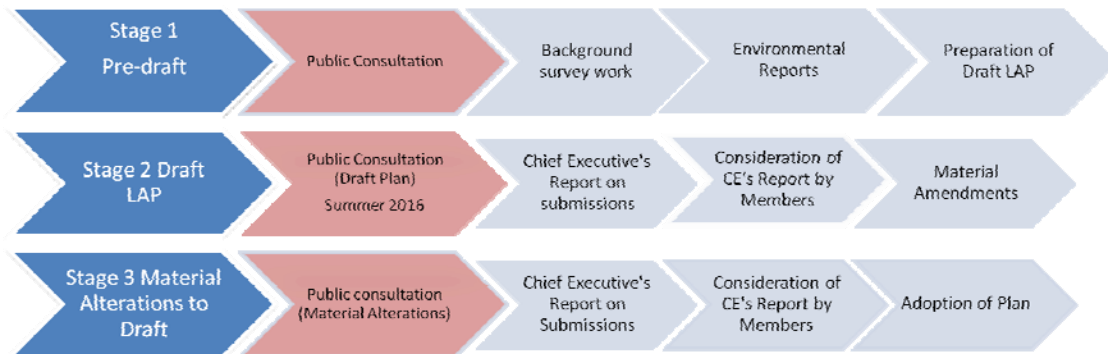 Stage 1
Pre-draft
Public Consultation
Background
survey work
Environmental
Reports
Preparation of
Draft LAP
Stage 2 Draft
LAP
Public Consultation
(Draft Plan)
Summer 2016
Chief Executive's
Report on
submissions
Consideration of
CE's Report by
Members
Material
Amendments
Stage 3 Material
Alterations to
Draft
Public consultation
(Material Alterations)
Chief Executive's
Report on
Submissions
Consideration of
CE's Report by
Members
Adoption of Plan